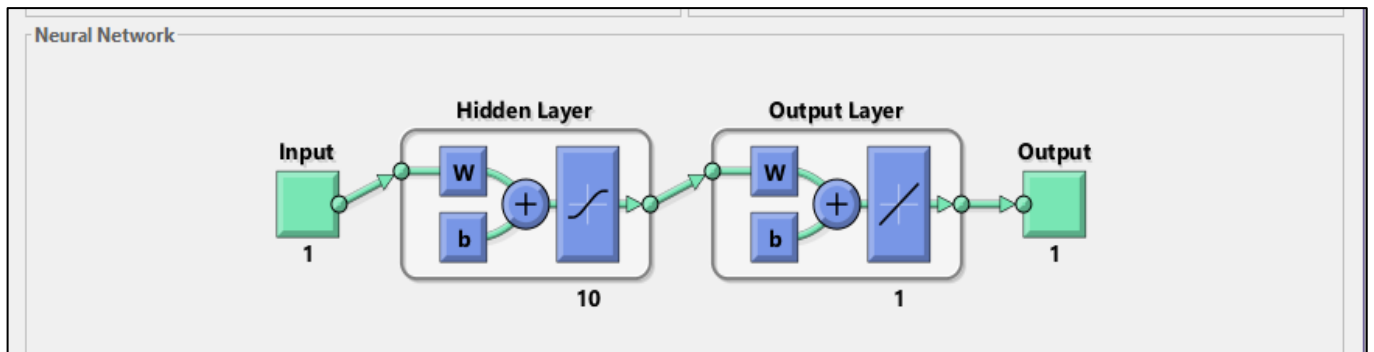 Neural Network
Hidden Layer
Output Layer
Input
Output
W
b
+
W
b
+
1
10
1
1